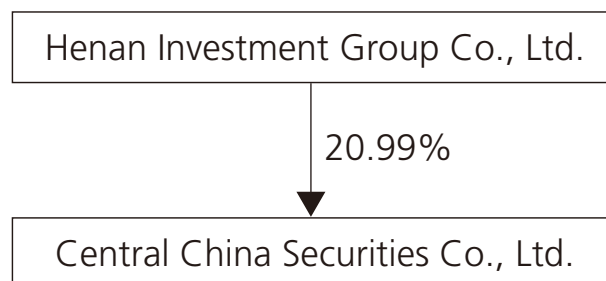 Henan Investment Group Co., Ltd.
20.99%
Central China Securities Co., Ltd.